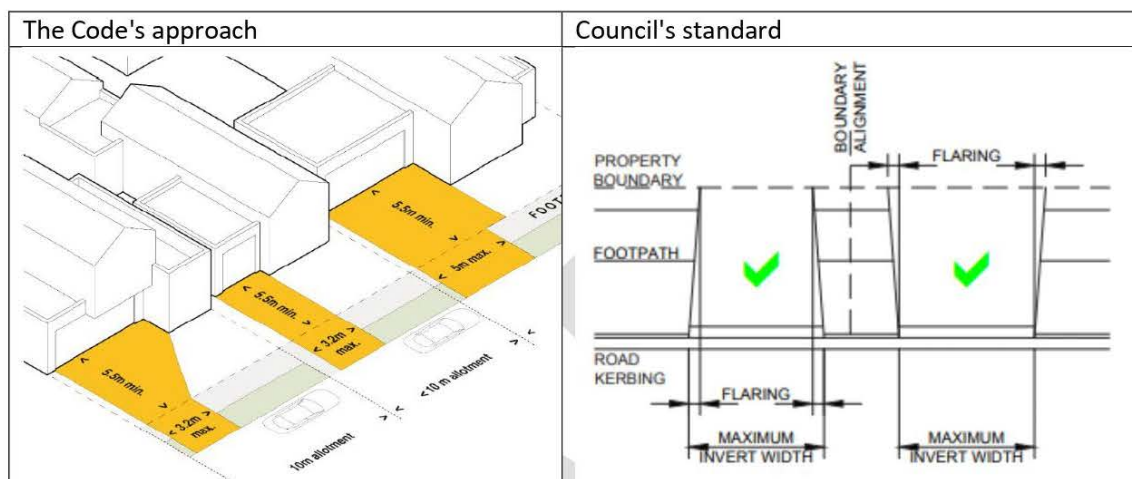 The Code's approach
Council's standard
5.5m min.
FOOT
5m max.
5.5m min.
3.2m
max.
<10 m allotment
5.5m min.
3.2m
max.
10m allotment
BOUNDARY
ALIGNMENT
FLARING
PROPERTY
BOUNDARY
FOOTPATH
ROAD
KERBING
FLARING
MAXIMUM
INVERT WIDTH
MAXIMUM
INVERT WIDTH